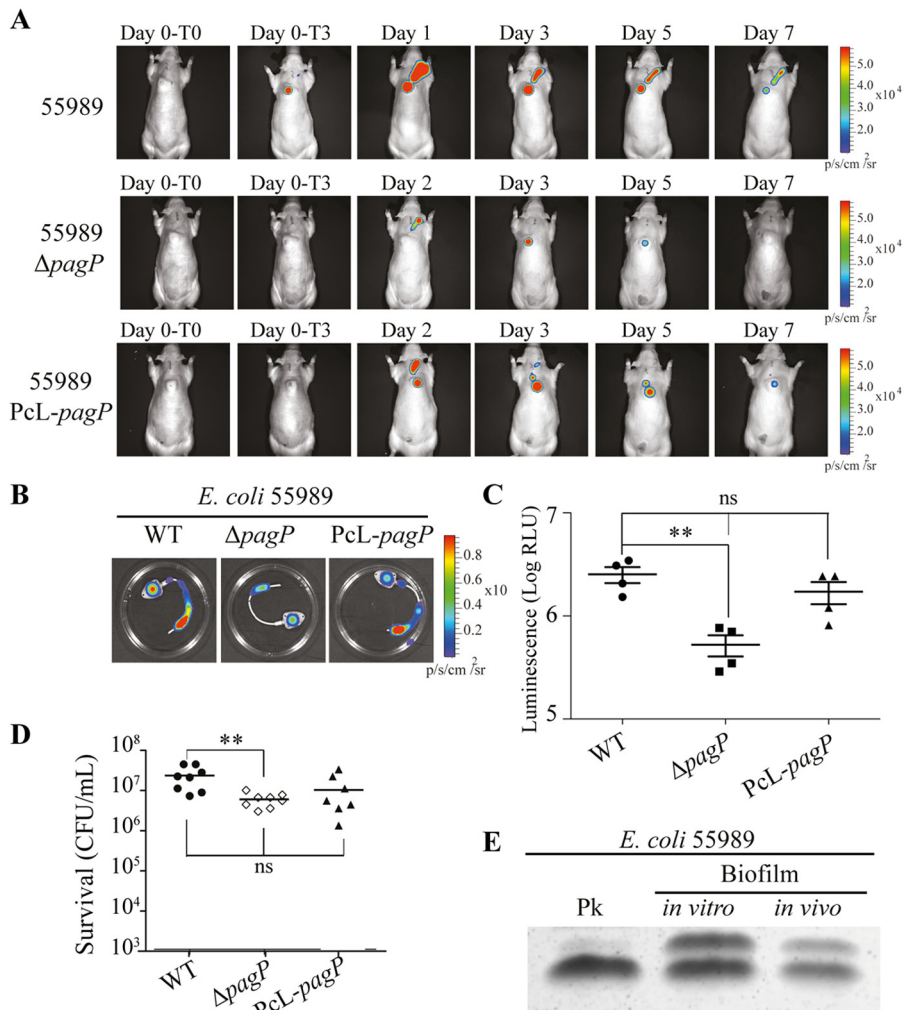 A
Day 0-T0 Day 0-T3 Day 1 Day 3 Day 5 Day 7
55989
5.0
4.0
3.0
2.0
x10⁴
p/s/cm²/sr
Day 0-T0 Day 0-T3 Day 2 Day 3 Day 5 Day 7
55989
ΔpagP
5.0
4.0
3.0
2.0
x10⁴
p/s/cm²/sr
Day 0-T0 Day 0-T3 Day 2 Day 3 Day 5 Day 7
55989
PcL-pagP
5.0
4.0
3.0
2.0
x10⁴
p/s/cm²/sr
B
E. coli 55989
WT ΔpagP PcL-pagP
0.8
0.6
0.4
0.2
x10
p/s/cm²/sr
C
Luminescence (Log RLU)
7
6
5
ns
**
WT ΔpagP PcL-pagP
D
Survival (CFU/mL)
10⁸
10⁷
10⁶
10⁵
10⁴
10³
**
ns
WT ΔpagP PcL-pagP
E
E. coli 55989
Biofilm
Pk in vitro in vivo